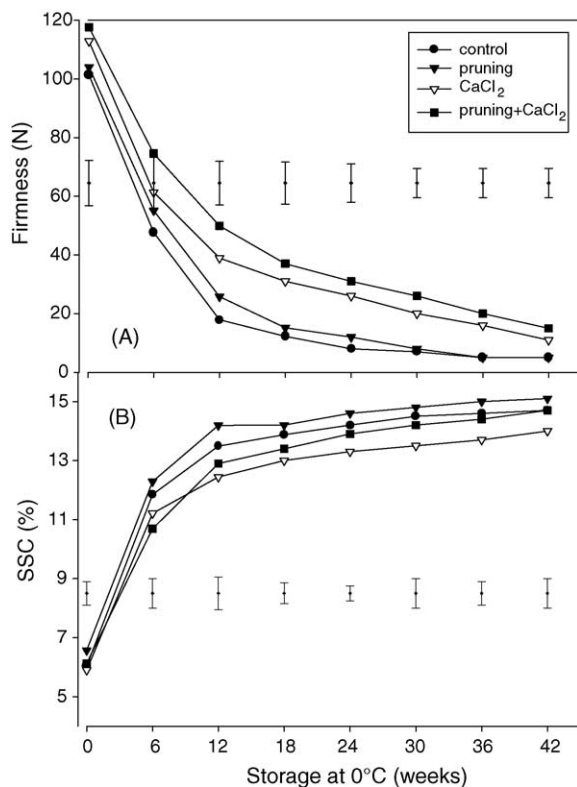 120
100
80
60
40
20
0
Firmness (N)
control
pruning
CaCl₂
pruning+CaCl₂
(A)
15
13
11
9
7
5
SSC (%)
(B)
0 6 12 18 24 30 36 42
Storage at 0°C (weeks)